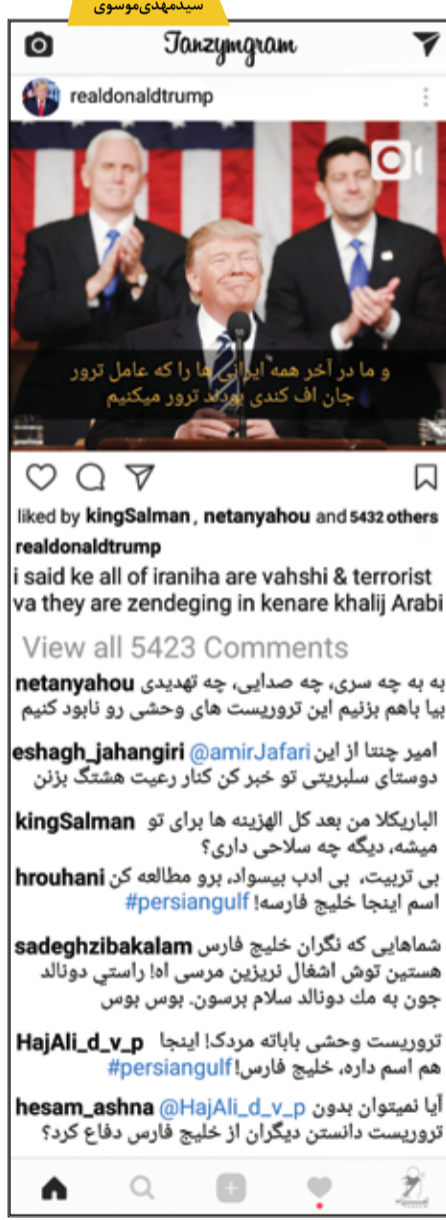 سیدمهدی‌موسوی
Tanzymgram
realdonaldtrump
و ما در آخر همه ایرانی ها را که عامل ترور
جان اف کندی بودند ترور میکنیم
liked by kingSalman , netanyahou and 5432 others
realdonaldtrump
i said ke all of iraniha are vahshi & terrorist
va they are zendeging in kenare khalij Arabi
View all 5423 Comments
netanyahou به به چه سری، چه صدایی، چه تهدیدی
بیا باهم بزنیم این تروریست های وحشی رو نابود کنیم
eshagh_jahangiri @amirJafari امیر چنتا از این
دوستای سلبریتی تو خبر کن کنار رعیت هشتگ بزنن
kingSalman الباریکلا من بعد کل الهزینه ها برای تو
میشه، دیگه چه سلاحی داری؟
hrouhani بی تربیت، بی ادب بیسواد، برو مطالعه کن
اسم اینجا خلیج فارسه! #persiangulf
sadeghzibakalam شماهایی که نگران خلیج فارس
هستین توش اشغال نریزین مرسی اه! راستي دونالد
جون به مك دونالد سلام برسون. بوس بوس
HajAli_d_v_p تروریست وحشی باباته مردک! اینجا
هم اسم داره، خلیج فارس! #persiangulf
hesam_ashna @HajAli_d_v_p آیا نمیتوان بدون
تروریست دانستن دیگران از خلیج فارس دفاع کرد؟